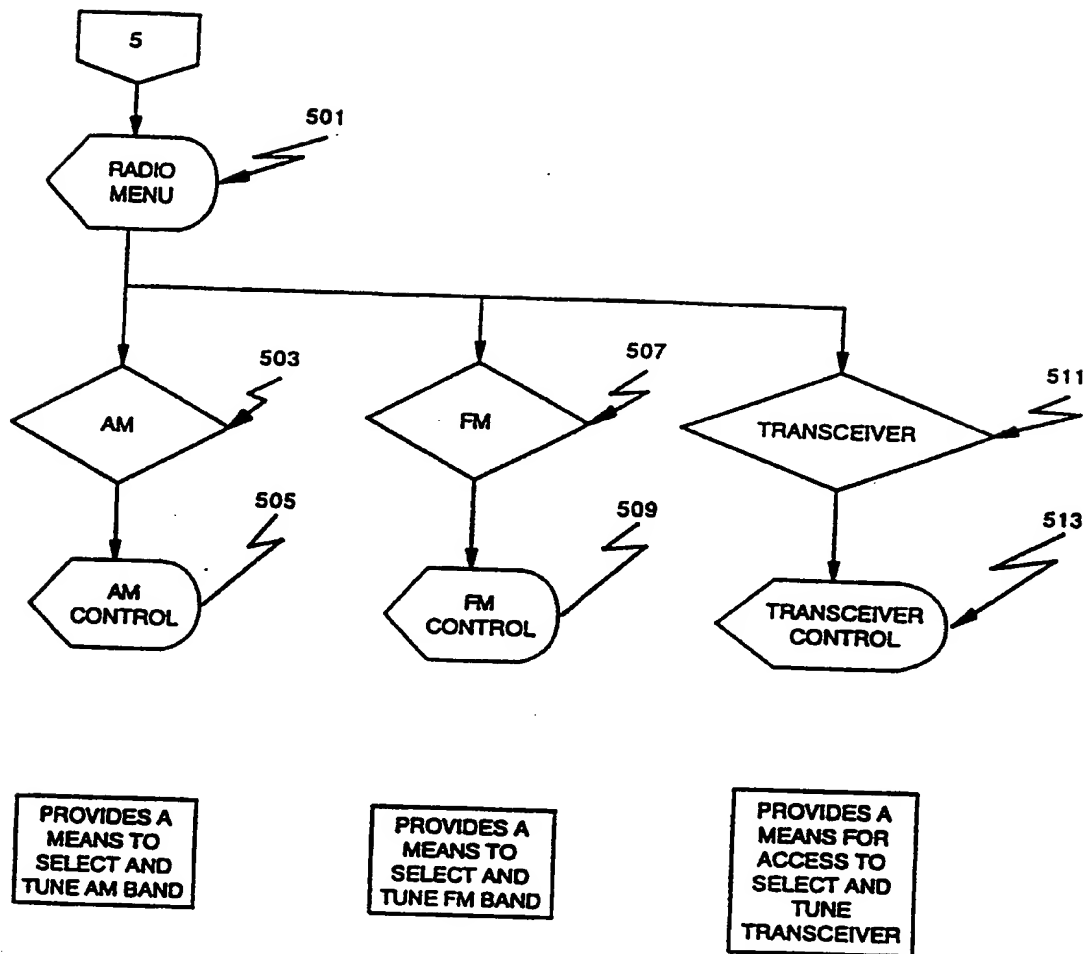 5
501
RADIO
MENU
503
AM
507
FM
511
TRANSCEIVER
505
AM
CONTROL
509
FM
CONTROL
513
TRANSCEIVER
CONTROL
PROVIDES A
MEANS TO
SELECT AND
TUNE AM BAND
PROVIDES A
MEANS TO
SELECT AND
TUNE FM BAND
PROVIDES A
MEANS FOR
ACCESS TO
SELECT AND
TUNE
TRANSCEIVER